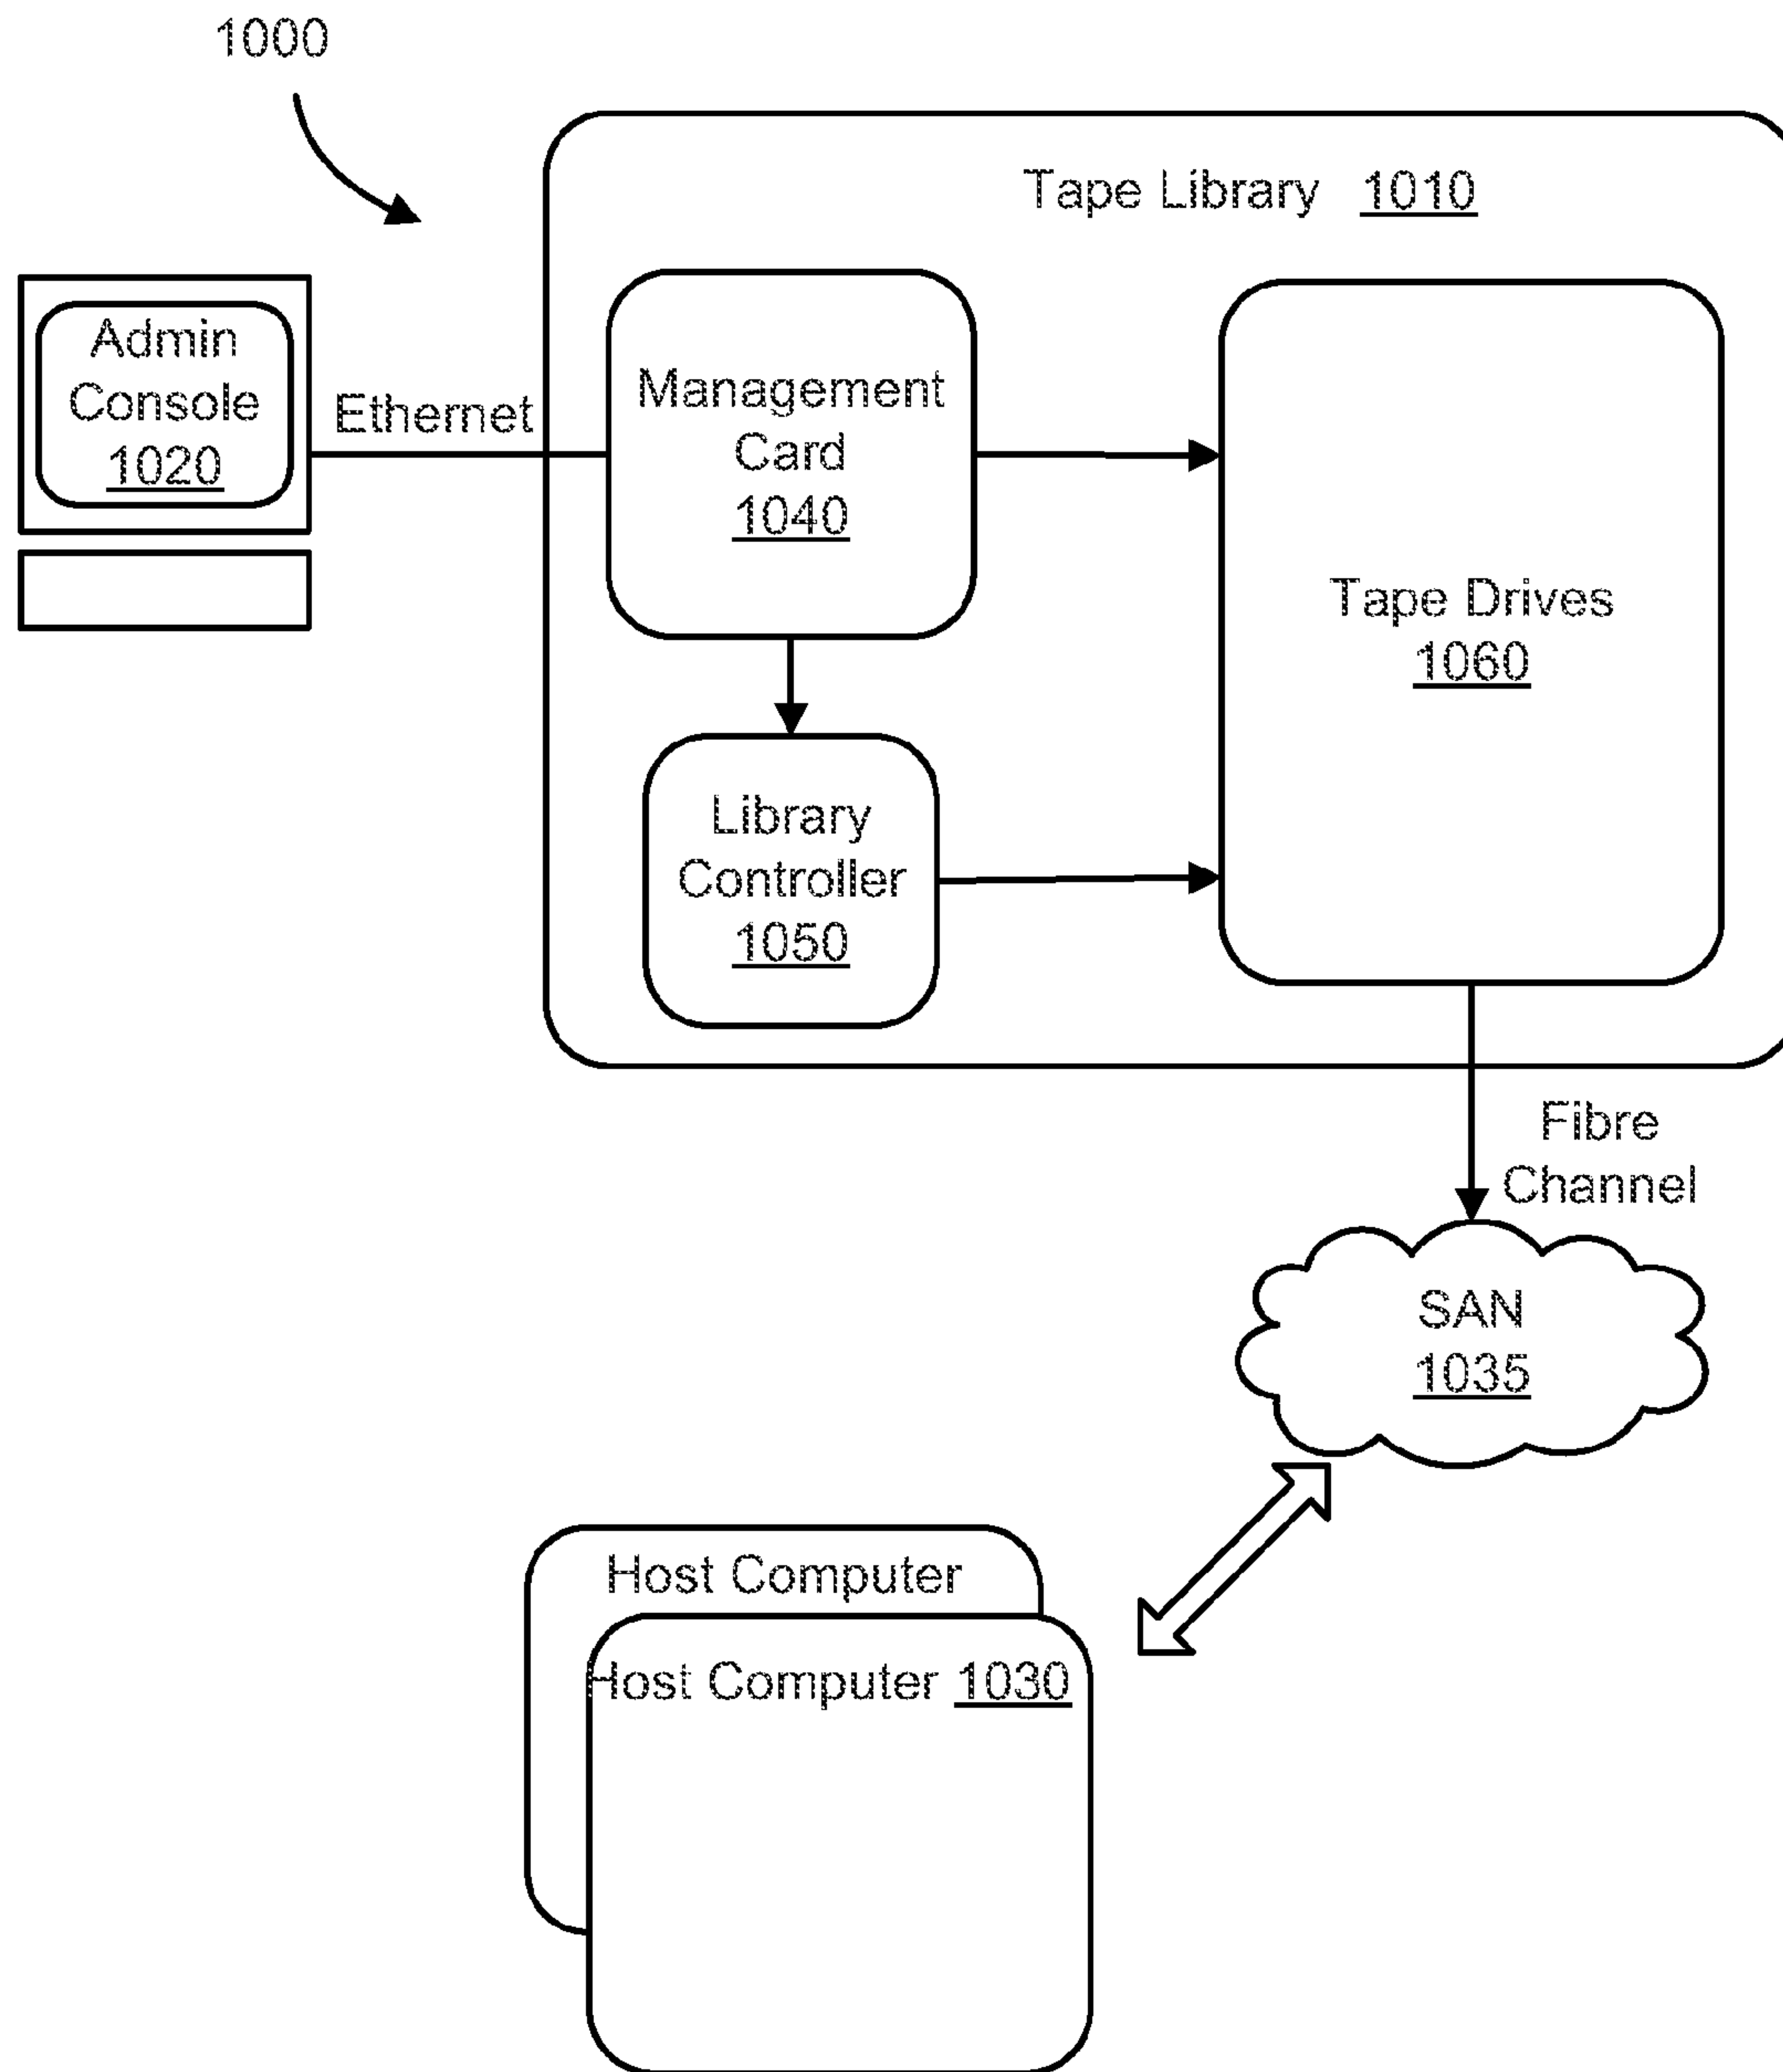 1000
Tape Library 1010
Admin
Console
1020
Ethernet
Management
Card
1040
Tape Drives
1060
Library
Controller
1050
Fibre
Channel
SAN
1035
Host Computer
Host Computer 1030